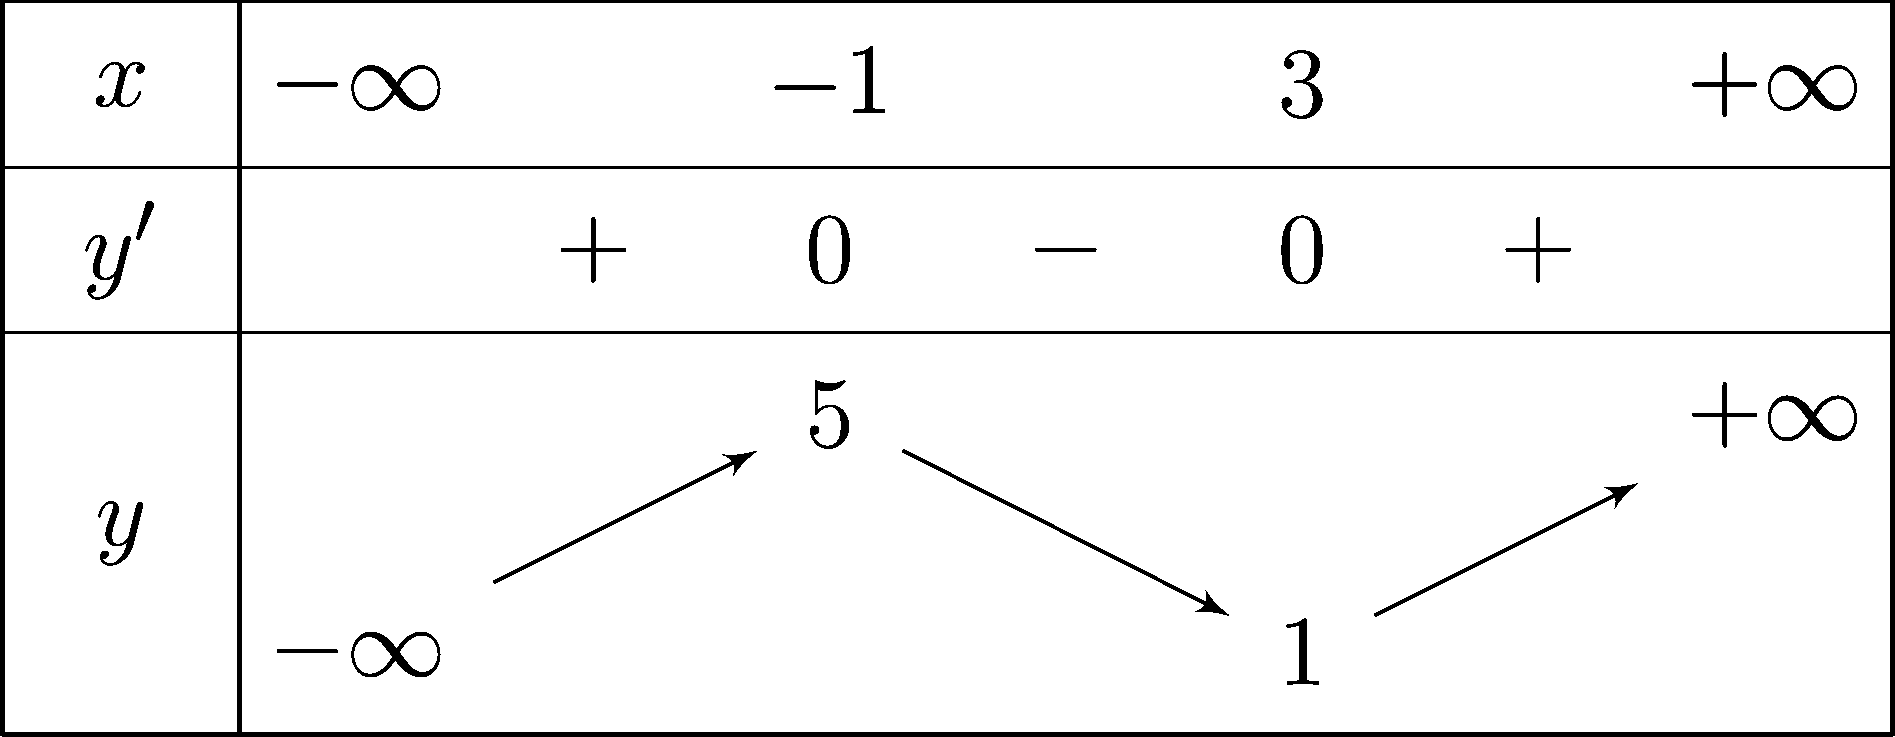 x −∞ −1 3 +∞
y′ + 0 − 0 +
5 +∞
y
−∞ 1